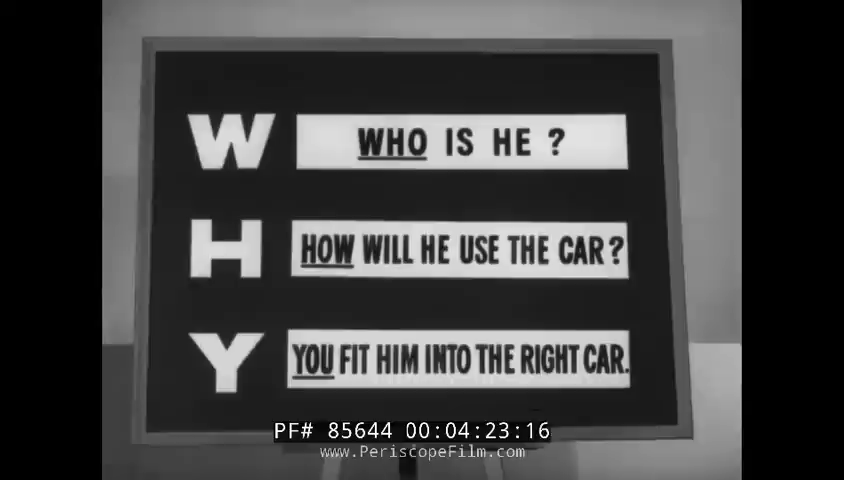 W WHO IS HE ?
H HOW WILL HE USE THE CAR?
Y YOU FIT HIM INTO THE RIGHT CAR.
PF# 85644 00:04:23:16
www.PeriscopeFilm.com